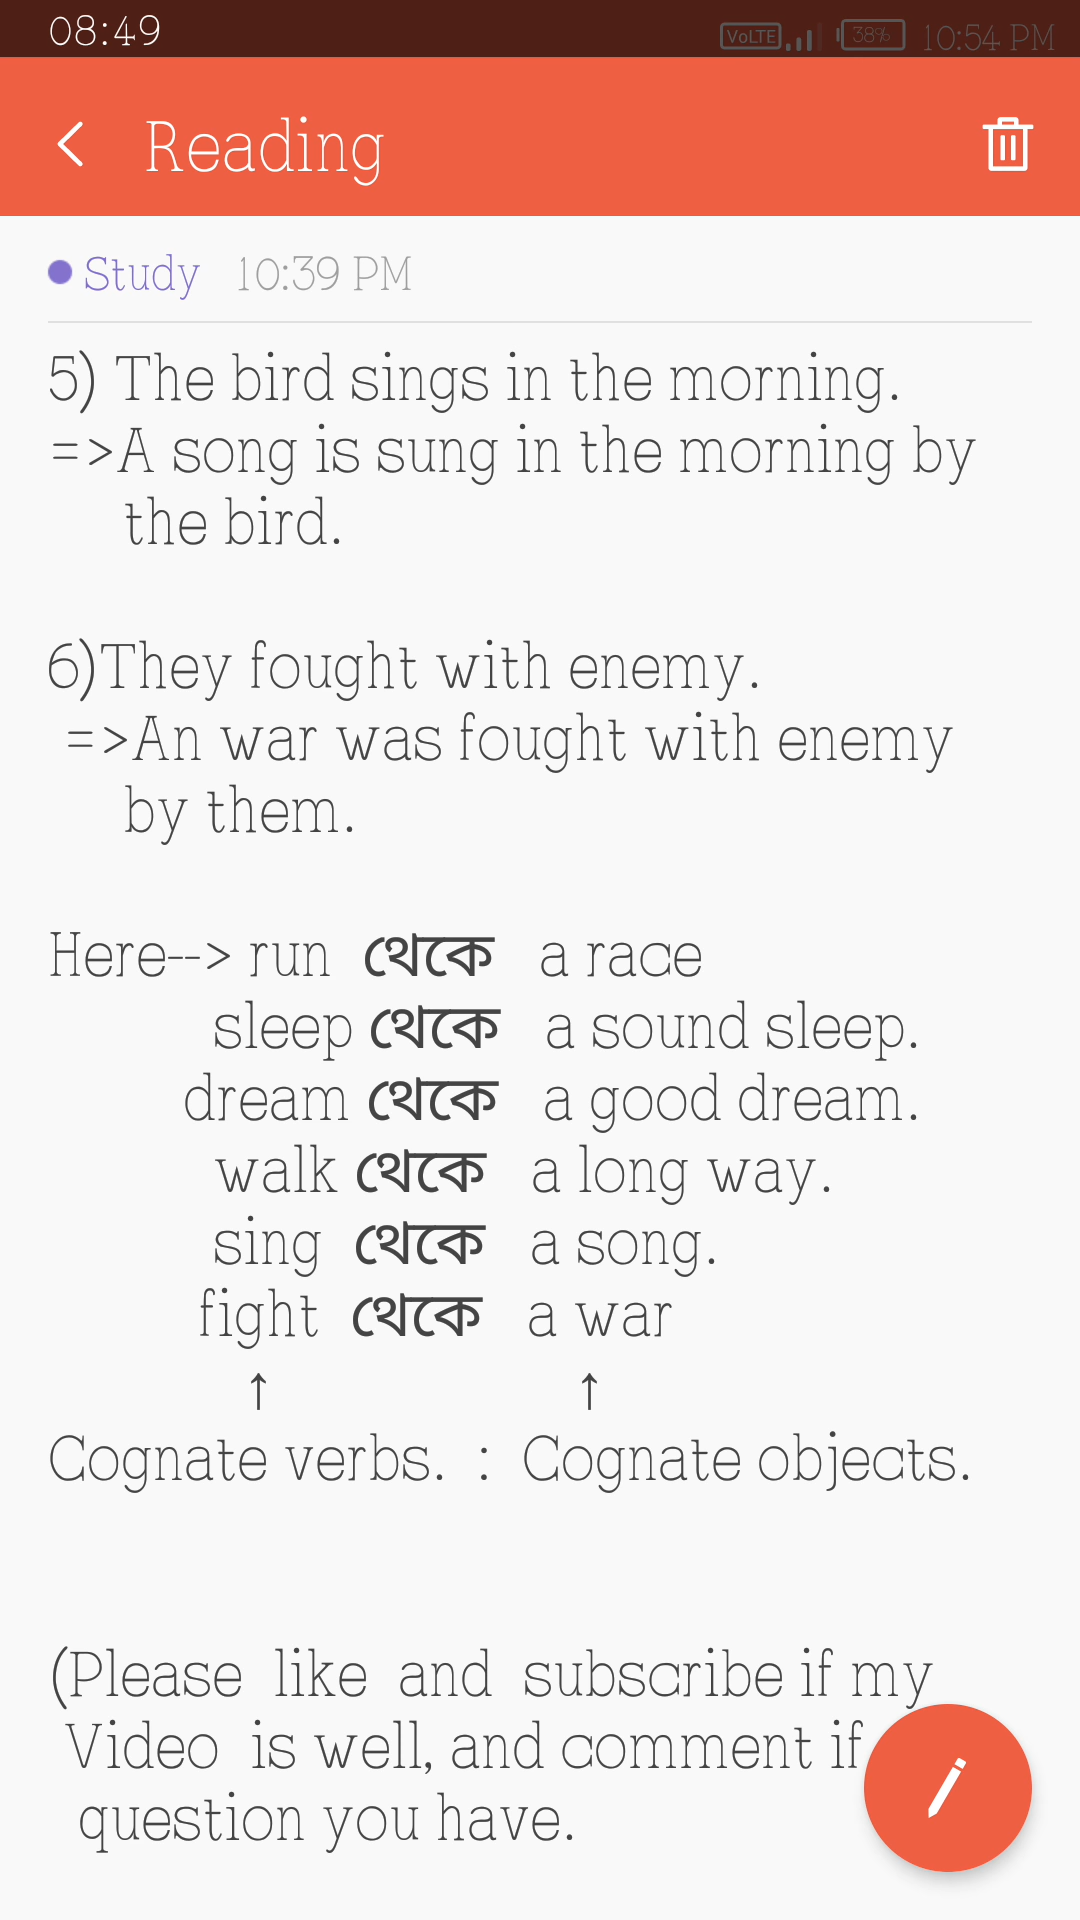 08:49
VoLTE 38% 10:54 PM
Reading
Study 10:39 PM
5) The bird sings in the morning.
=>A song is sung in the morning by
the bird.
6)They fought with enemy.
=>An war was fought with enemy
by them.
Here--> run থেকে a race
sleep থেকে a sound sleep.
dream থেকে a good dream.
walk থেকে a long way.
sing থেকে a song.
fight থেকে a war
↑ ↑
Cognate verbs. : Cognate objects.
(Please like and subscribe if my
Video is well, and comment if
question you have.